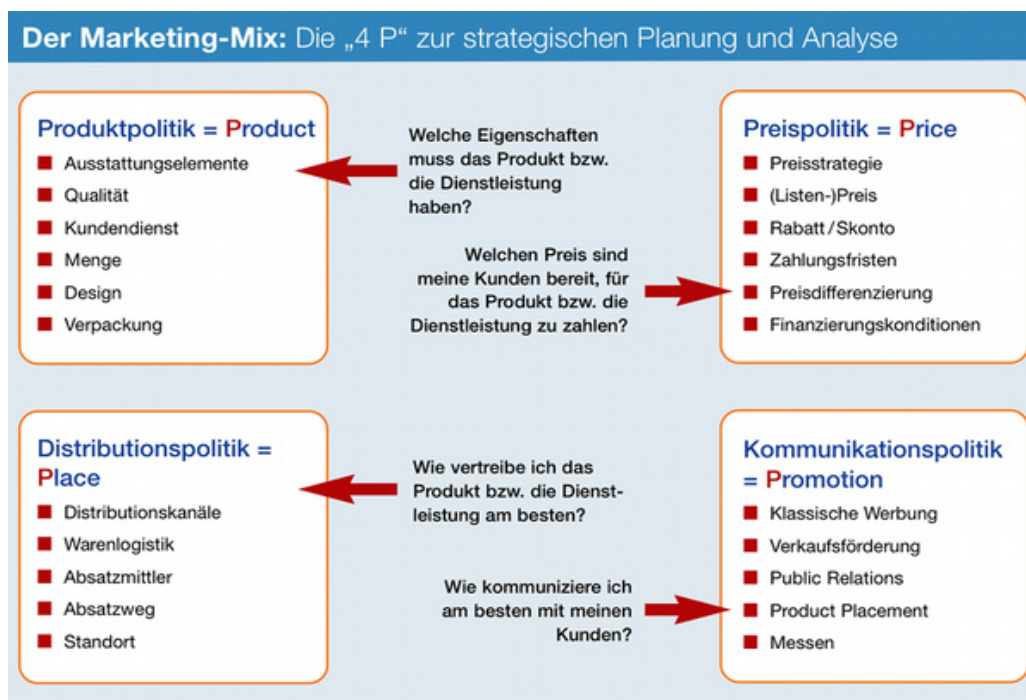 Der Marketing-Mix: Die „4 P“ zur strategischen Planung und Analyse
Produktpolitik = Product
Ausstattungselemente
Qualität
Kundendienst
Menge
Design
Verpackung
Welche Eigenschaften
muss das Produkt bzw.
die Dienstleistung
haben?
Welchen Preis sind
meine Kunden bereit, für
das Produkt bzw. die
Dienstleistung zu zahlen?
Preispolitik = Price
Preisstrategie
(Listen-)Preis
Rabatt/Skonto
Zahlungsfristen
Preisdifferenzierung
Finanzierungskonditionen
Distributionspolitik =
Place
Distributionskanäle
Warenlogistik
Absatzmittler
Absatzweg
Standort
Wie vertreibe ich das
Produkt bzw. die Dienst-
leistung am besten?
Wie kommuniziere ich
am besten mit meinen
Kunden?
Kommunikationspolitik
= Promotion
Klassische Werbung
Verkaufsförderung
Public Relations
Product Placement
Messen